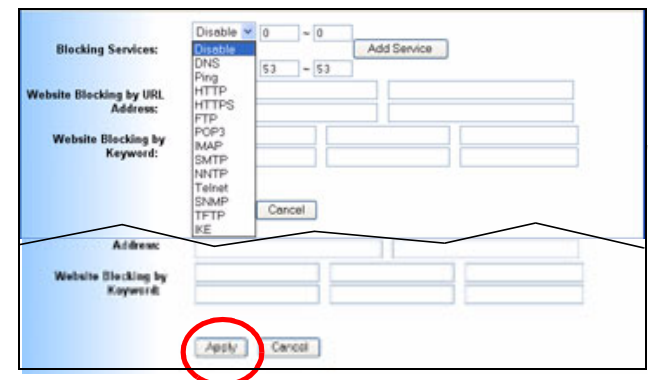 Disable 0 ~ 0
Blocking Services: Disable Add Service
DNS 53 ~ 53
Ping
HTTP
Website Blocking by URL HTTPS
Address: FTP
POP3
Website Blocking by IMAP
Keyword: SMTP
NNTP
Telnet
SNMP
TFTP Cancel
IKE
Address:
Website Blocking by
Keyword:
Apply Cancel